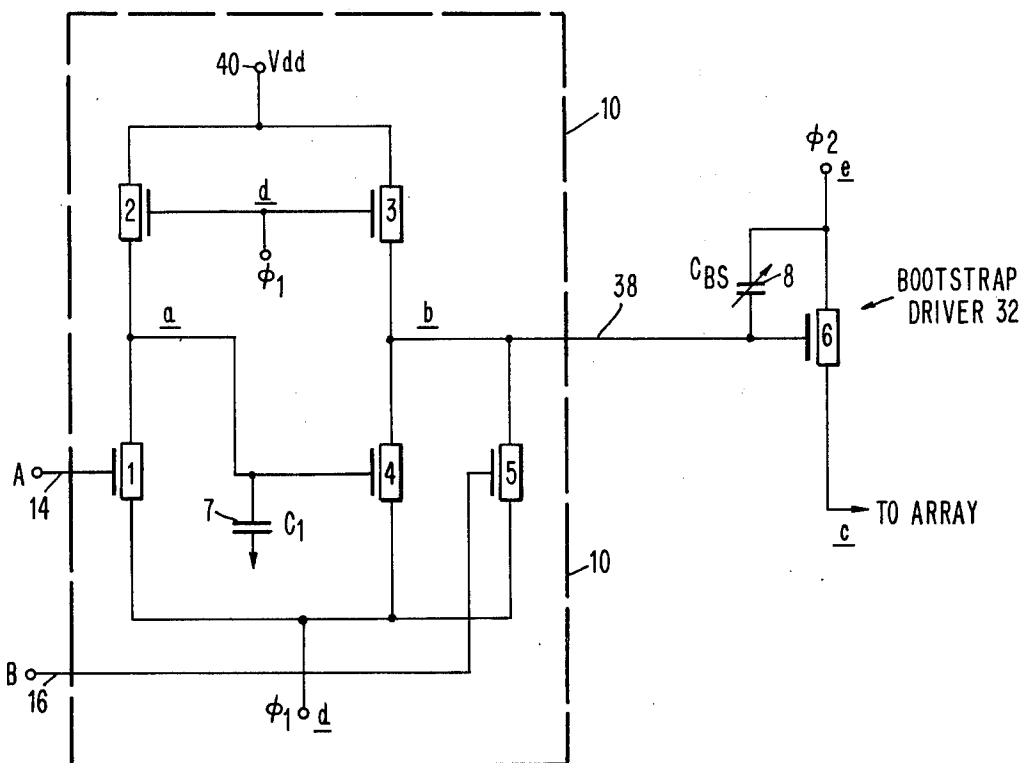 40 Vdd
10
ϕ2
e
2
d
3
ϕ1
CBS
8
38
BOOTSTRAP
DRIVER 32
a
b
6
A
14
1
4
5
7
C1
TO ARRAY
c
10
B
16
ϕ1 d